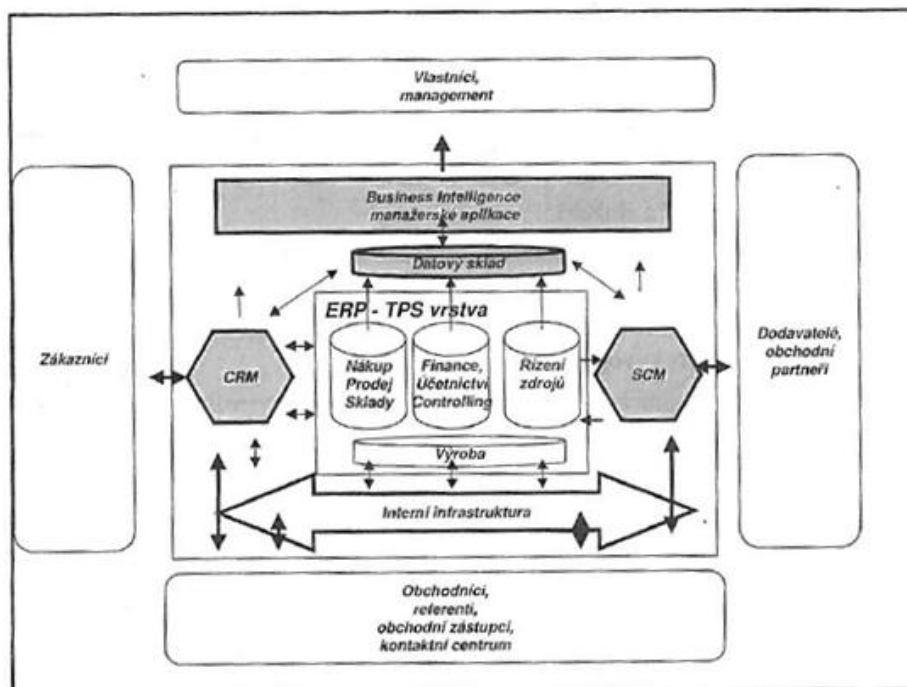 Vlastníci,
management
Business Intelligence
manažerské aplikace
Datový sklad
ERP - TPS vrstva
Zákazníci
CRM
Nákup
Prodej
Sklady
Finance,
Účetnictví
Controlling
Řízení
zdrojů
SCM
Dodavatelé,
obchodní
partneři
Výroba
Interní infrastruktura
Obchodníci,
referenti,
obchodní zástupci,
kontaktní centrum